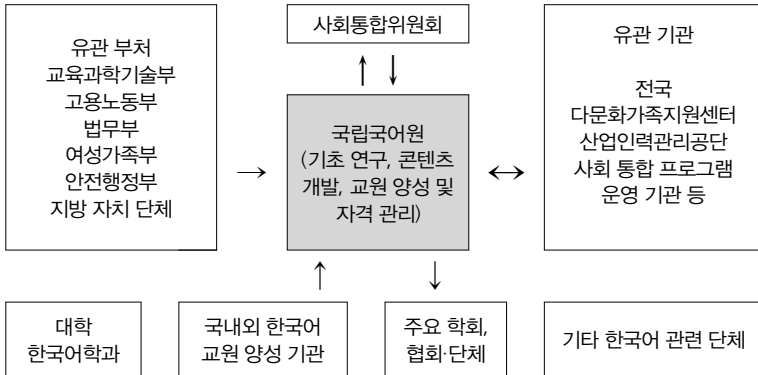 사회통합위원회
유관 부처
교육과학기술부
고용노동부
법무부
여성가족부
안전행정부
지방 자치 단체
국립국어원
(기초 연구, 콘텐츠
개발, 교원 양성 및
자격 관리)
유관 기관
전국
다문화가족지원센터
산업인력관리공단
사회 통합 프로그램
운영 기관 등
대학
한국어학과
국내외 한국어
교원 양성 기관
주요 학회,
협회·단체
기타 한국어 관련 단체